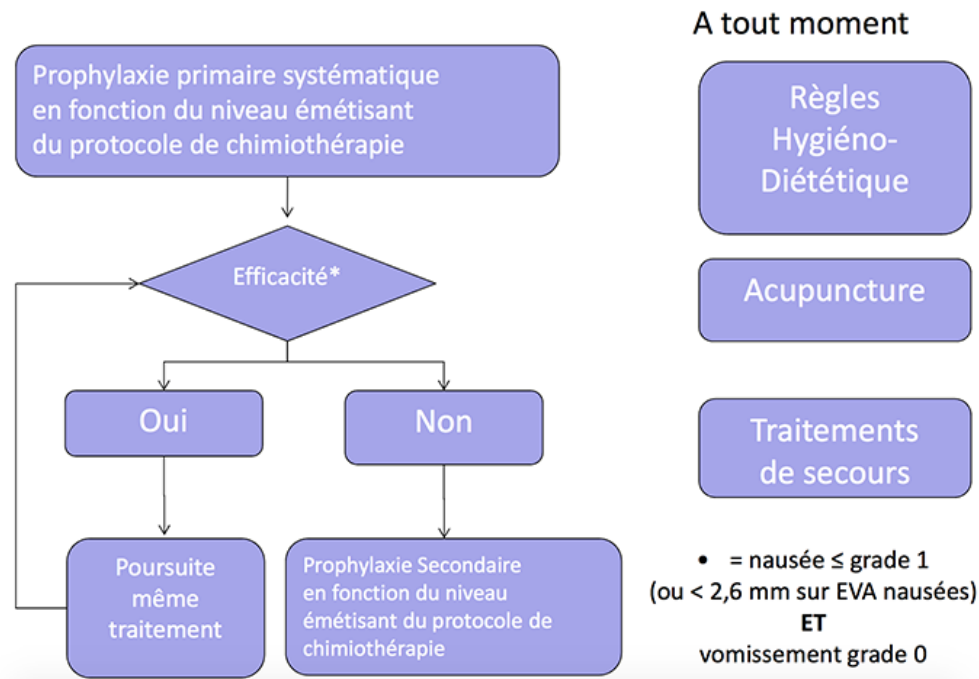 A tout moment
Prophylaxie primaire systématique
en fonction du niveau émétisant
du protocole de chimiothérapie
Efficacité*
Oui
Non
Poursuite
même
traitement
Prophylaxie Secondaire
en fonction du niveau
émétisant du protocole de
chimiothérapie
Règles
Hygiéno-
Diététique
Acupuncture
Traitements
de secours
• = nausée ≤ grade 1
(ou < 2,6 mm sur EVA nausées)
ET
vomissement grade 0